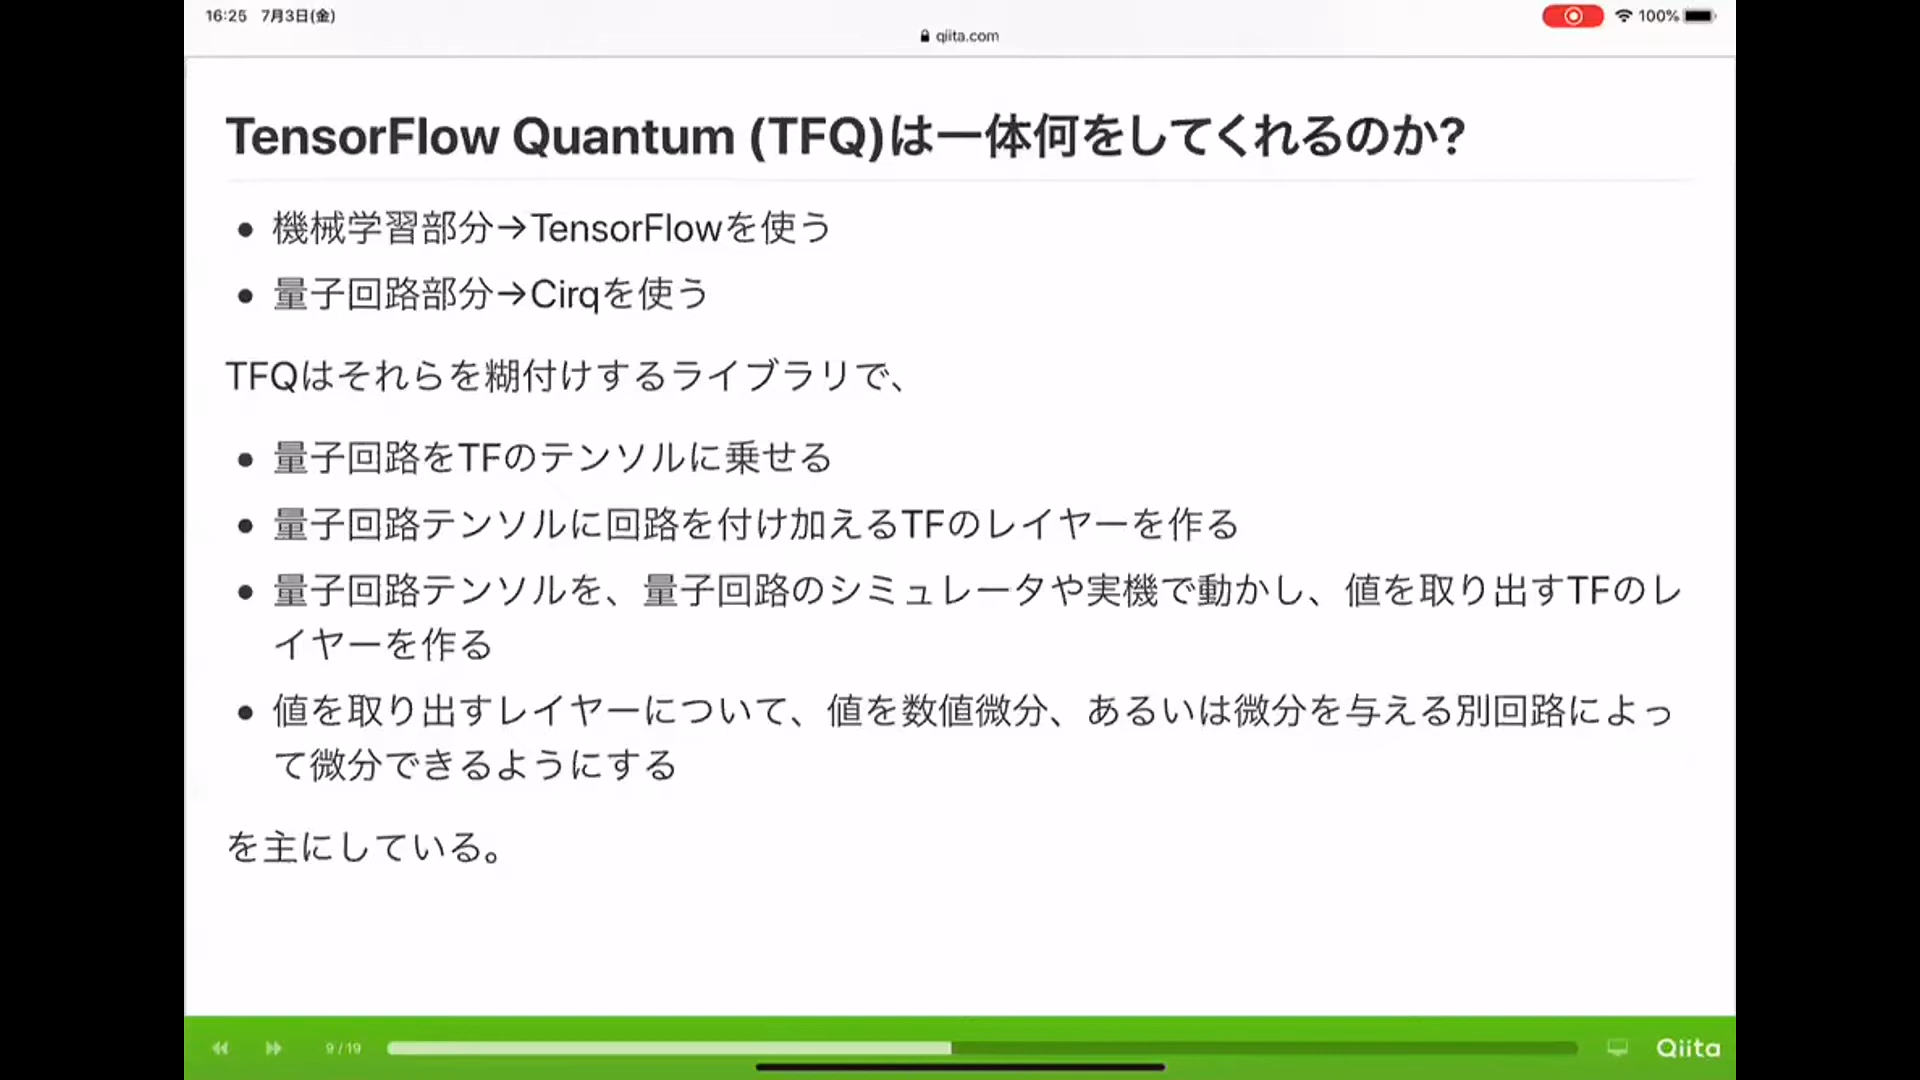 16:25 7月3日(金)
100%
qiita.com
TensorFlow Quantum (TFQ)は一体何をしてくれるのか?
• 機械学習部分→TensorFlowを使う
• 量子回路部分→Cirqを使う
TFQはそれらを糊付けするライブラリで、
• 量子回路をTFのテンソルに乗せる
• 量子回路テンソルに回路を付け加えるTFのレイヤーを作る
• 量子回路テンソルを、量子回路のシミュレータや実機で動かし、値を取り出すTFのレ
イヤーを作る
• 値を取り出すレイヤーについて、値を数値微分、あるいは微分を与える別回路によっ
て微分できるようにする
を主にしている。
9 / 19
Qiita